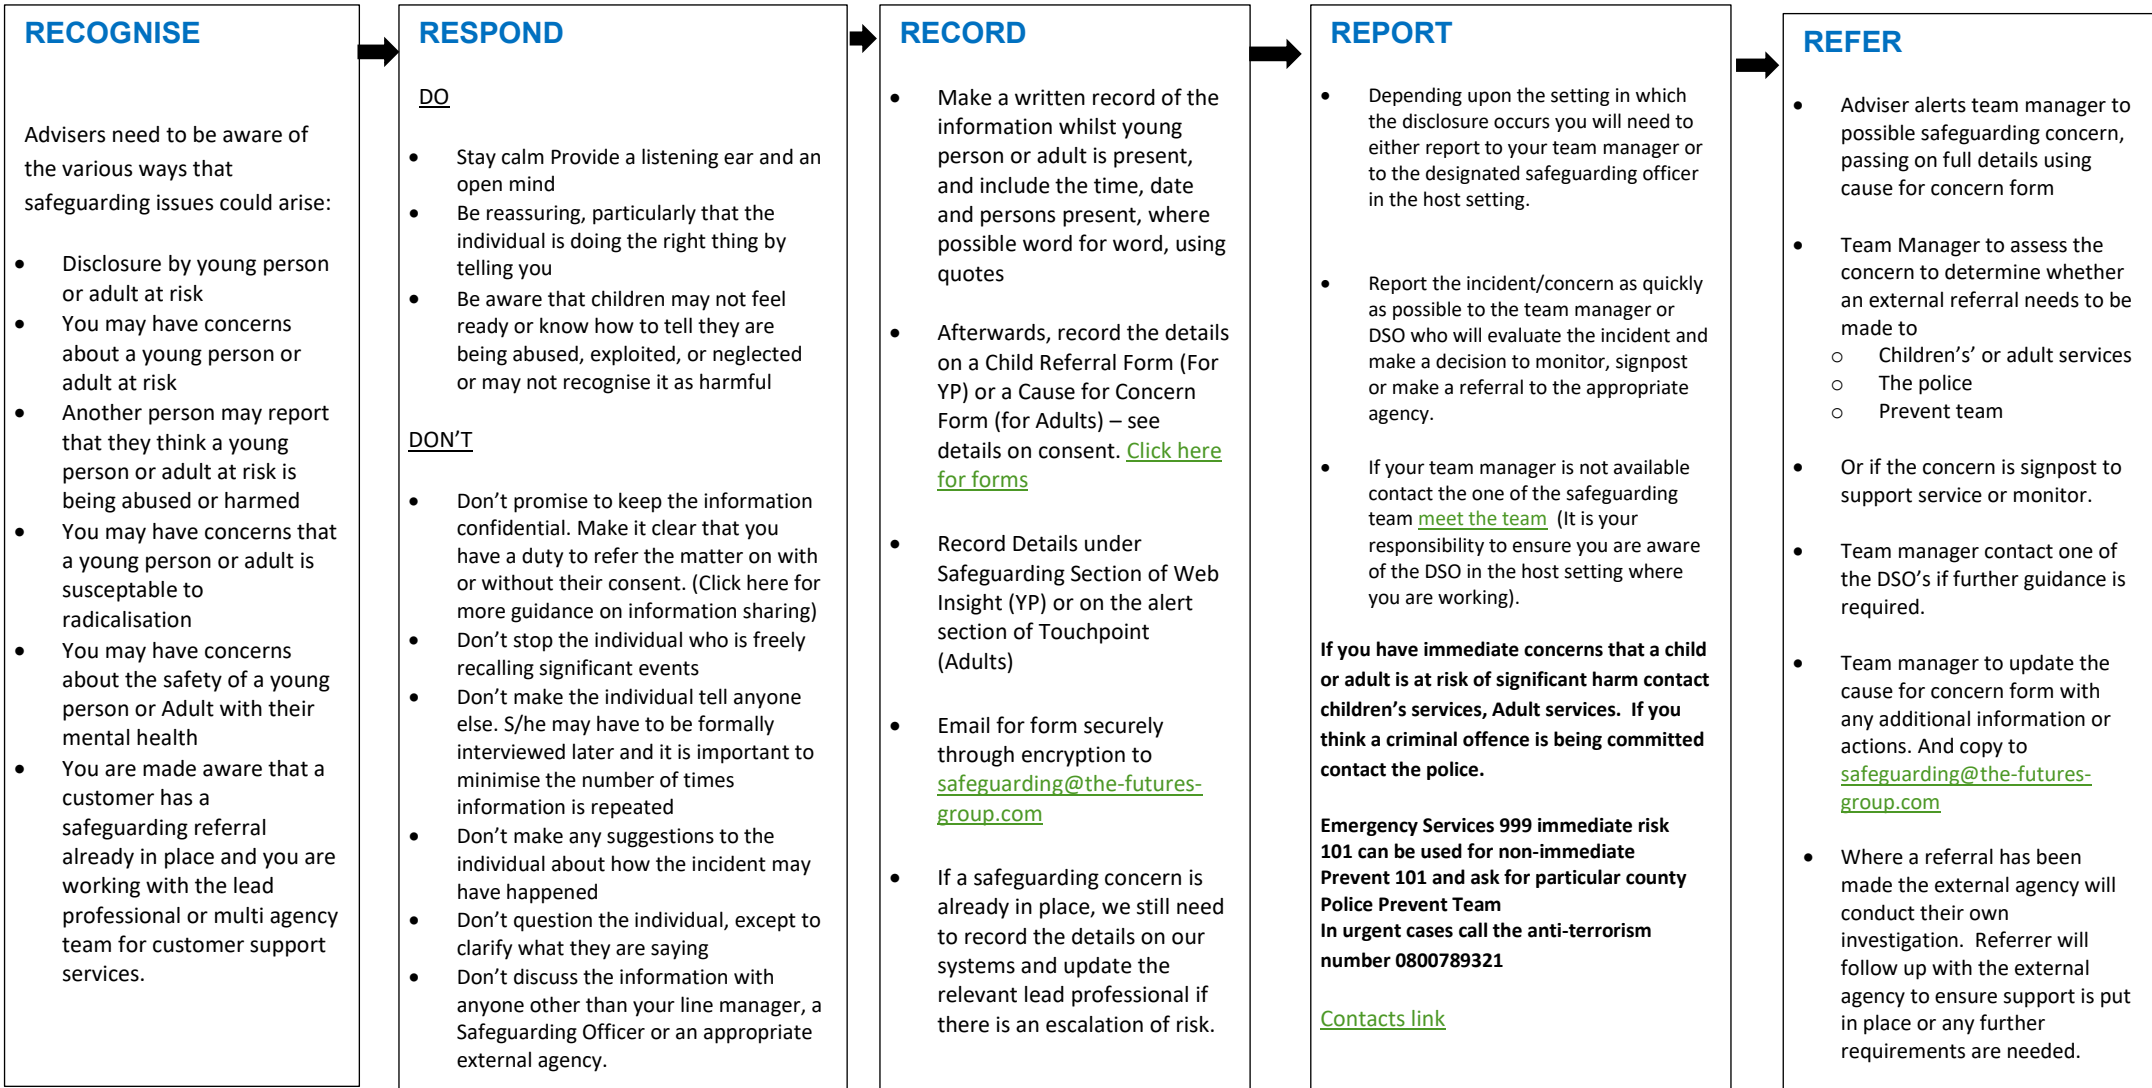 RECOGNISE
Advisers need to be aware of
the various ways that
safeguarding issues could arise:
• Disclosure by young person
or adult at risk
• You may have concerns
about a young person or
adult at risk
• Another person may report
that they think a young
person or adult at risk is
being abused or harmed
• You may have concerns that
a young person or adult is
susceptable to
radicalisation
• You may have concerns
about the safety of a young
person or Adult with their
mental health
• You are made aware that a
customer has a
safeguarding referral
already in place and you are
working with the lead
professional or multi agency
team for customer support
services.
RESPOND
DO
• Stay calm Provide a listening ear and an
open mind
• Be reassuring, particularly that the
individual is doing the right thing by
telling you
• Be aware that children may not feel
ready or know how to tell they are
being abused, exploited, or neglected
or may not recognise it as harmful
DON’T
• Don’t promise to keep the information
confidential. Make it clear that you
have a duty to refer the matter on with
or without their consent. (Click here for
more guidance on information sharing)
• Don’t stop the individual who is freely
recalling significant events
• Don’t make the individual tell anyone
else. S/he may have to be formally
interviewed later and it is important to
minimise the number of times
information is repeated
• Don’t make any suggestions to the
individual about how the incident may
have happened
• Don’t question the individual, except to
clarify what they are saying
• Don’t discuss the information with
anyone other than your line manager, a
Safeguarding Officer or an appropriate
external agency.
RECORD
• Make a written record of the
information whilst young
person or adult is present,
and include the time, date
and persons present, where
possible word for word, using
quotes
• Afterwards, record the details
on a Child Referral Form (For
YP) or a Cause for Concern
Form (for Adults) – see
details on consent. Click here
for forms
• Record Details under
Safeguarding Section of Web
Insight (YP) or on the alert
section of Touchpoint
(Adults)
• Email for form securely
through encryption to
safeguarding@the-futures-
group.com
• If a safeguarding concern is
already in place, we still need
to record the details on our
systems and update the
relevant lead professional if
there is an escalation of risk.
REPORT
• Depending upon the setting in which
the disclosure occurs you will need to
either report to your team manager or
to the designated safeguarding officer
in the host setting.
• Report the incident/concern as quickly
as possible to the team manager or
DSO who will evaluate the incident and
make a decision to monitor, signpost
or make a referral to the appropriate
agency.
• If your team manager is not available
contact the one of the safeguarding
team meet the team (It is your
responsibility to ensure you are aware
of the DSO in the host setting where
you are working).
If you have immediate concerns that a child
or adult is at risk of significant harm contact
children’s services, Adult services. If you
think a criminal offence is being committed
contact the police.
Emergency Services 999 immediate risk
101 can be used for non-immediate
Prevent 101 and ask for particular county
Police Prevent Team
In urgent cases call the anti-terrorism
number 0800789321
Contacts link
REFER
• Adviser alerts team manager to
possible safeguarding concern,
passing on full details using
cause for concern form
• Team Manager to assess the
concern to determine whether
an external referral needs to be
made to
o Children’s’ or adult services
o The police
o Prevent team
• Or if the concern is signpost to
support service or monitor.
• Team manager contact one of
the DSO’s if further guidance is
required.
• Team manager to update the
cause for concern form with
any additional information or
actions. And copy to
safeguarding@the-futures-
group.com
• Where a referral has been
made the external agency will
conduct their own
investigation. Referrer will
follow up with the external
agency to ensure support is put
in place or any further
requirements are needed.